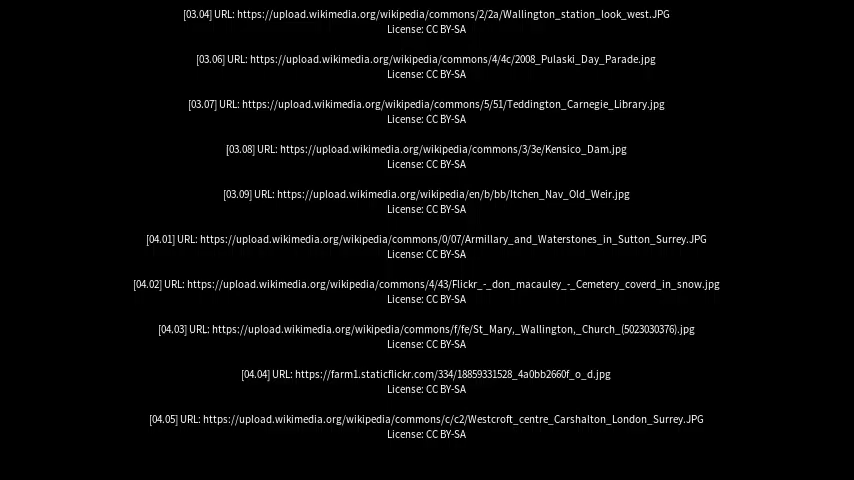 [03.04] URL: https://upload.wikimedia.org/wikipedia/commons/2/2a/Wallington_station_look_west.JPG
License: CC BY-SA
[03.06] URL: https://upload.wikimedia.org/wikipedia/commons/4/4c/2008_Pulaski_Day_Parade.jpg
License: CC BY-SA
[03.07] URL: https://upload.wikimedia.org/wikipedia/commons/5/51/Teddington_Carnegie_Library.jpg
License: CC BY-SA
[03.08] URL: https://upload.wikimedia.org/wikipedia/commons/3/3e/Kensico_Dam.jpg
License: CC BY-SA
[03.09] URL: https://upload.wikimedia.org/wikipedia/en/b/bb/Itchen_Nav_Old_Weir.jpg
License: CC BY-SA
[04.01] URL: https://upload.wikimedia.org/wikipedia/commons/0/07/Armillary_and_Waterstones_in_Sutton_Surrey.JPG
License: CC BY-SA
[04.02] URL: https://upload.wikimedia.org/wikipedia/commons/4/43/Flickr_-_don_macauley_-_Cemetery_coverd_in_snow.jpg
License: CC BY-SA
[04.03] URL: https://upload.wikimedia.org/wikipedia/commons/f/fe/St_Mary,_Wallington,_Church_(5023030376).jpg
License: CC BY-SA
[04.04] URL: https://farm1.staticflickr.com/334/18859331528_4a0bb2660f_o_d.jpg
License: CC BY-SA
[04.05] URL: https://upload.wikimedia.org/wikipedia/commons/c/c2/Westcroft_centre_Carshalton_London_Surrey.JPG
License: CC BY-SA